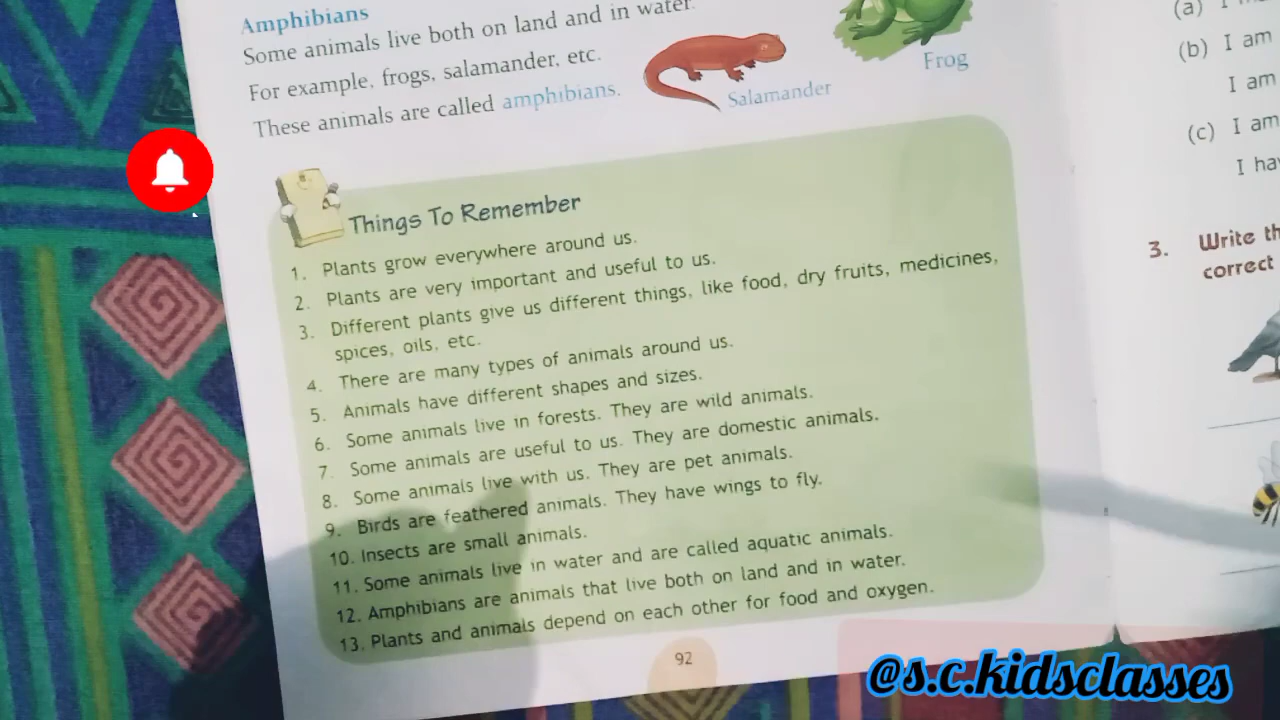 Amphibians
Some animals live both on land and in water.
For example, frogs, salamander, etc.
These animals are called amphibians.
Salamander
Frog
Things To Remember
1. Plants grow everywhere around us.
2. Plants are very important and useful to us.
3. Different plants give us different things, like food, dry fruits, medicines,
spices, oils, etc.
4. There are many types of animals around us.
5. Animals have different shapes and sizes.
6. Some animals live in forests. They are wild animals.
7. Some animals are useful to us. They are domestic animals.
8. Some animals live with us. They are pet animals.
9. Birds are feathered animals. They have wings to fly.
10. Insects are small animals.
11. Some animals live in water and are called aquatic animals.
12. Amphibians are animals that live both on land and in water.
13. Plants and animals depend on each other for food and oxygen.
92
(a) I
(b) I am
I am
(c) I am
I
3. Write
correct
@s.c.kidsclasses